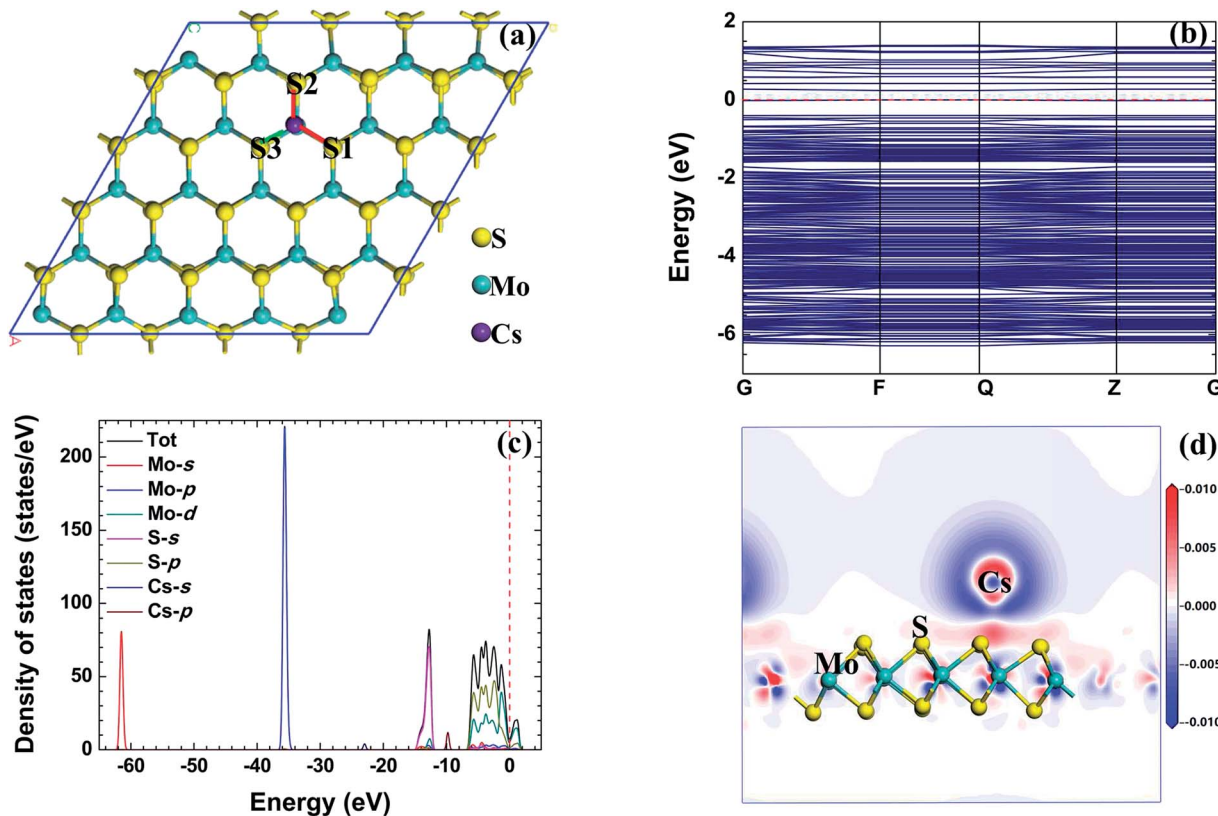 (a)
C
B
S2
S3
S1
S
Mo
Cs
A
(b)
Energy (eV)
2
0
-2
-4
-6
G F Q Z G
(c)
Density of states (states/eV)
200
150
100
50
0
Tot
Mo-s
Mo-p
Mo-d
S-s
S-p
Cs-s
Cs-p
-60 -50 -40 -30 -20 -10 0
Energy (eV)
(d)
Cs
S
Mo
0.010
0.005
0.000
-0.005
-0.010